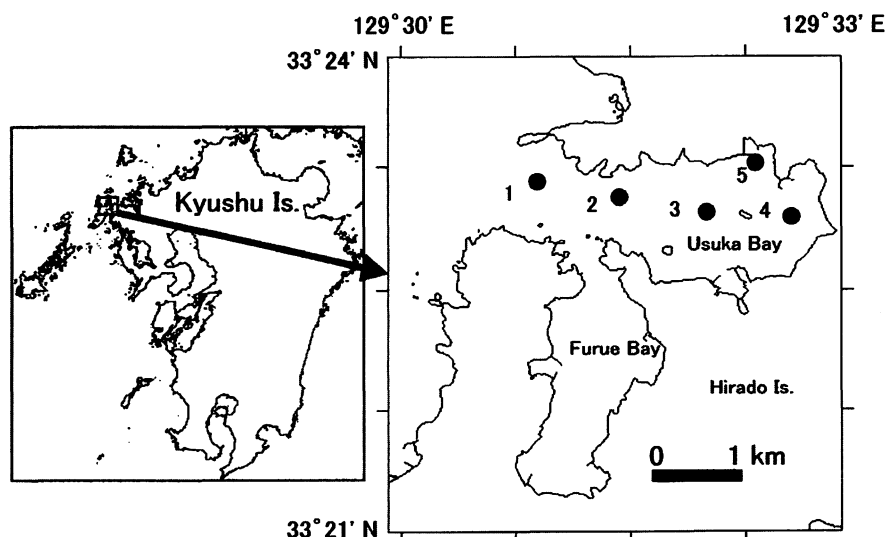 129° 30' E
129° 33' E
33° 24' N
Kyushu Is.
1
2
3
4
5
Usuka Bay
Furue Bay
Hirado Is.
0 1 km
33° 21' N